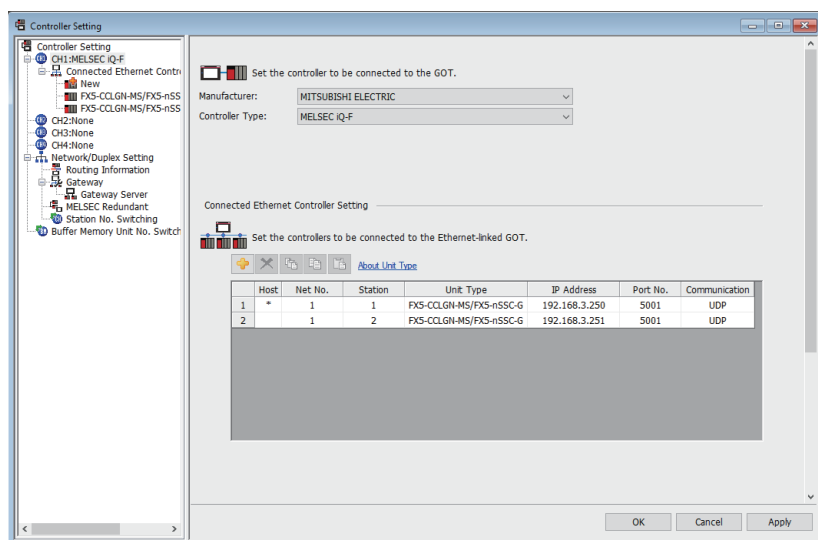 Controller Setting
Controller Setting
CH1:MELSEC iQ-F
Connected Ethernet Contr
New
FX5-CCLGN-MS/FX5-nSS
FX5-CCLGN-MS/FX5-nSS
CH2:None
CH3:None
CH4:None
Network/Duplex Setting
Routing Information
Gateway
Gateway Server
MELSEC Redundant
Station No. Switching
Buffer Memory Unit No. Switch
Set the controller to be connected to the GOT.
Manufacturer: MITSUBISHI ELECTRIC
Controller Type: MELSEC iQ-F
Connected Ethernet Controller Setting
Set the controllers to be connected to the Ethernet-linked GOT.
About Unit Type
Host Net No. Station Unit Type IP Address Port No. Communication
1 * 1 1 FX5-CCLGN-MS/FX5-nSSC-G 192.168.3.250 5001 UDP
2 1 2 FX5-CCLGN-MS/FX5-nSSC-G 192.168.3.251 5001 UDP
OK Cancel Apply